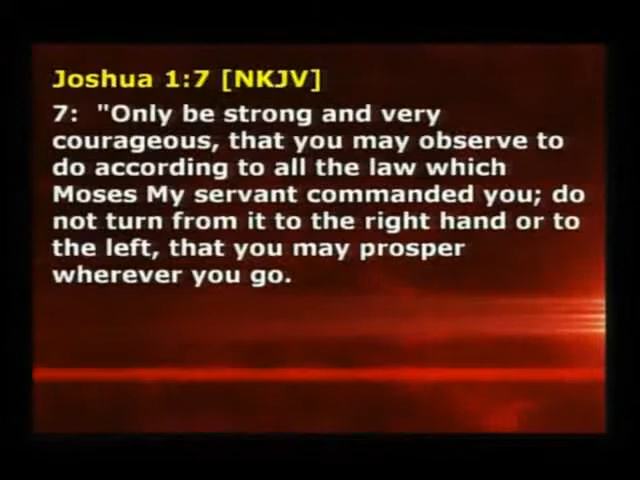 Joshua 1:7 [NKJV]
7:  "Only be strong and very
courageous, that you may observe to
do according to all the law which
Moses My servant commanded you; do
not turn from it to the right hand or to
the left, that you may prosper
wherever you go.